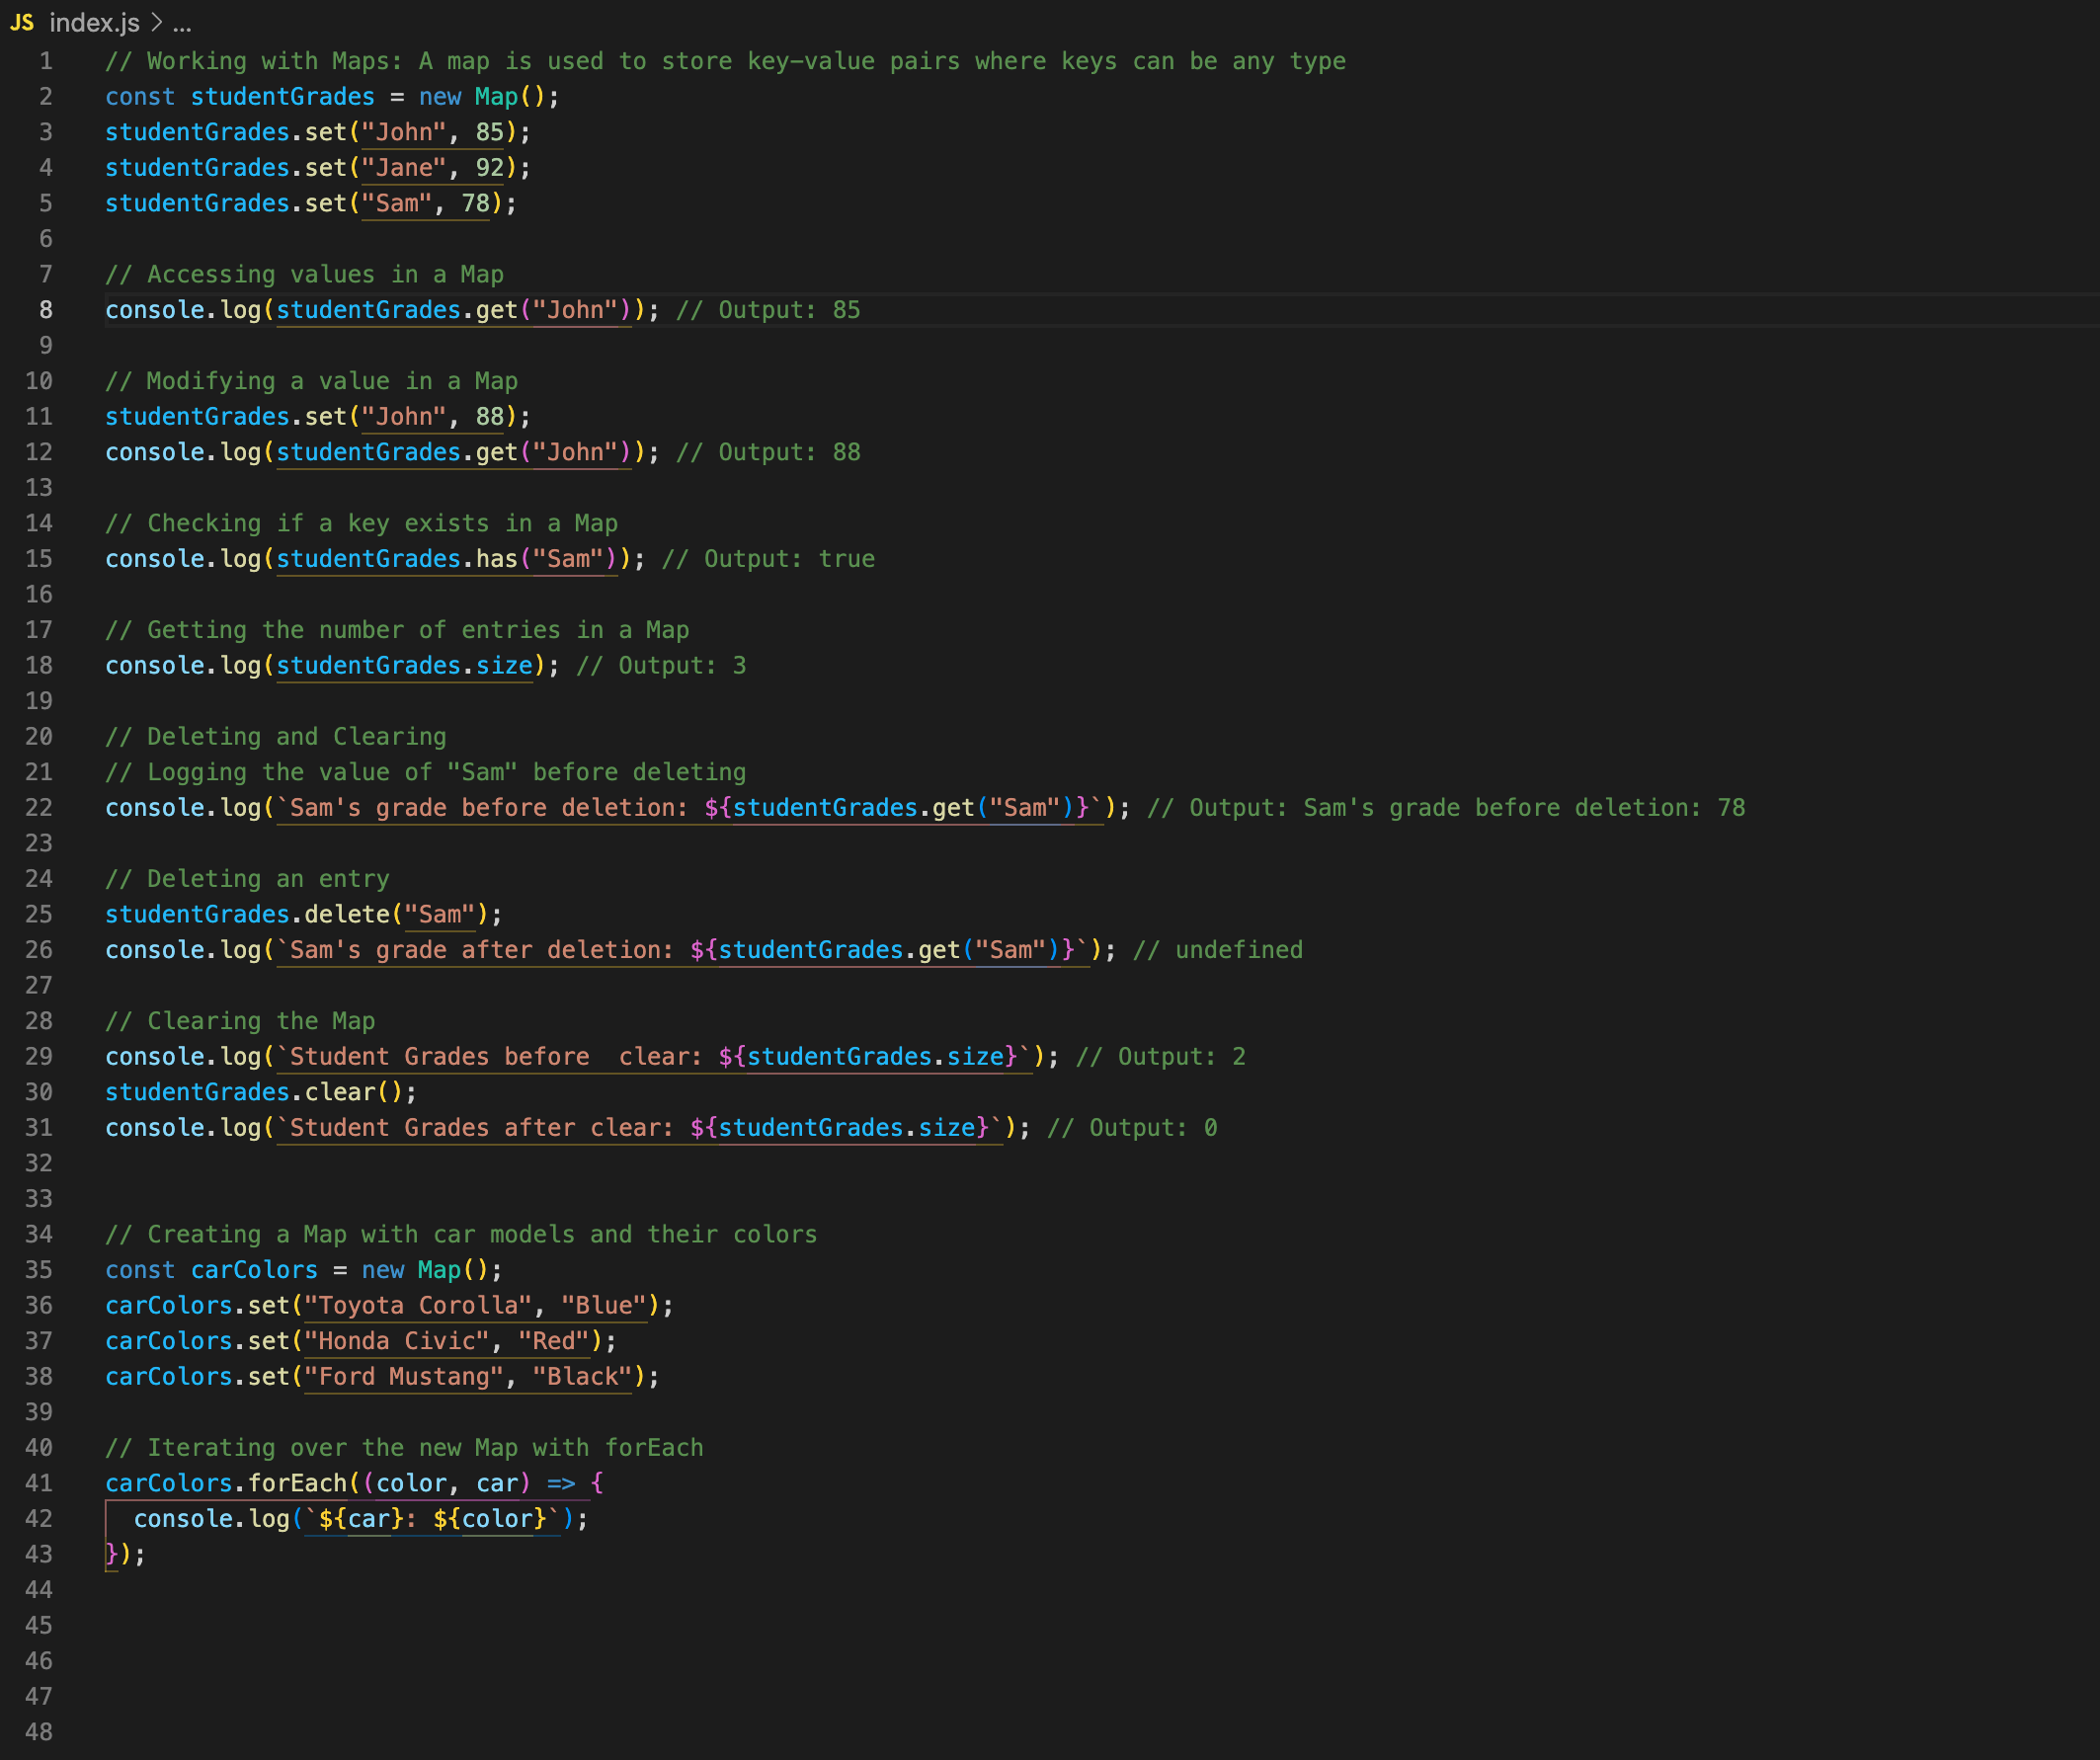 JS index.js > ...
1 // Working with Maps: A map is used to store key-value pairs where keys can be any type
2 const studentGrades = new Map();
3 studentGrades.set("John", 85);
4 studentGrades.set("Jane", 92);
5 studentGrades.set("Sam", 78);
6
7 // Accessing values in a Map
8 console.log(studentGrades.get("John")); // Output: 85
9
10 // Modifying a value in a Map
11 studentGrades.set("John", 88);
12 console.log(studentGrades.get("John")); // Output: 88
13
14 // Checking if a key exists in a Map
15 console.log(studentGrades.has("Sam")); // Output: true
16
17 // Getting the number of entries in a Map
18 console.log(studentGrades.size); // Output: 3
19
20 // Deleting and Clearing
21 // Logging the value of "Sam" before deleting
22 console.log(`Sam's grade before deletion: ${studentGrades.get("Sam")}`); // Output: Sam's grade before deletion: 78
23
24 // Deleting an entry
25 studentGrades.delete("Sam");
26 console.log(`Sam's grade after deletion: ${studentGrades.get("Sam")}`); // undefined
27
28 // Clearing the Map
29 console.log(`Student Grades before  clear: ${studentGrades.size}`); // Output: 2
30 studentGrades.clear();
31 console.log(`Student Grades after clear: ${studentGrades.size}`); // Output: 0
32
33
34 // Creating a Map with car models and their colors
35 const carColors = new Map();
36 carColors.set("Toyota Corolla", "Blue");
37 carColors.set("Honda Civic", "Red");
38 carColors.set("Ford Mustang", "Black");
39
40 // Iterating over the new Map with forEach
41 carColors.forEach((color, car) => {
42   console.log(`${car}: ${color}`);
43 });
44
45
46
47
48